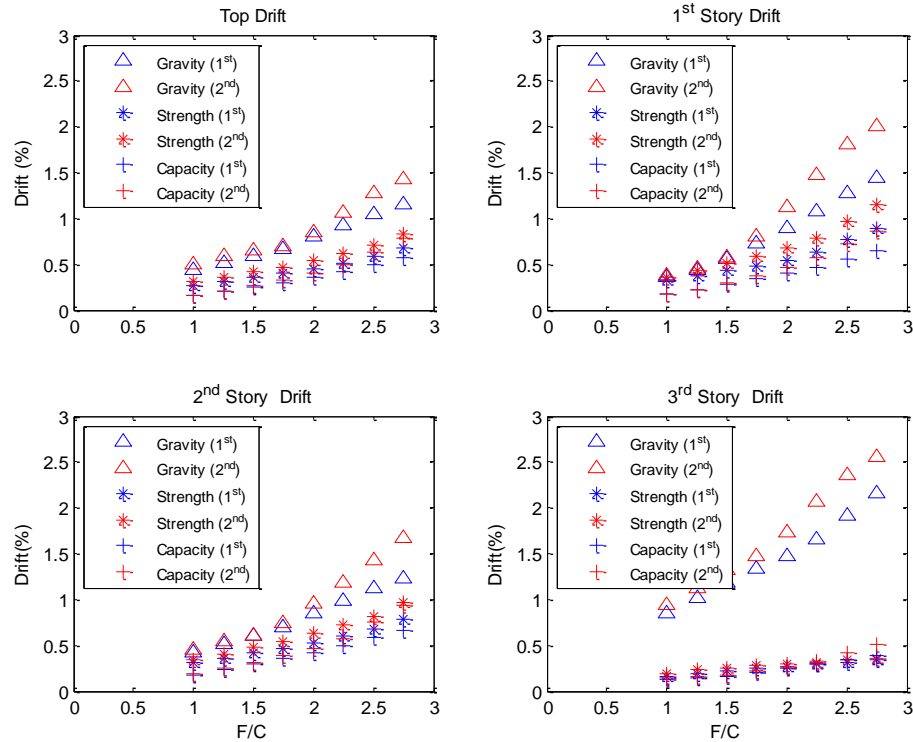 Top Drift
3
2.5
2
1.5
1
0.5
0
Drift (%)
Gravity (1st)
Gravity (2nd)
Strength (1st)
Strength (2nd)
Capacity (1st)
Capacity (2nd)
0 0.5 1 1.5 2 2.5 3
1st Story Drift
3
2.5
2
1.5
1
0.5
0
Drift (%)
Gravity (1st)
Gravity (2nd)
Strength (1st)
Strength (2nd)
Capacity (1st)
Capacity (2nd)
0 0.5 1 1.5 2 2.5 3
2nd Story Drift
3
2.5
2
1.5
1
0.5
0
Drift(%)
Gravity (1st)
Gravity (2nd)
Strength (1st)
Strength (2nd)
Capacity (1st)
Capacity (2nd)
0 0.5 1 1.5 2 2.5 3
F/C
3rd Story Drift
3
2.5
2
1.5
1
0.5
0
Drift(%)
Gravity (1st)
Gravity (2nd)
Strength (1st)
Strength (2nd)
Capacity (1st)
Capacity (2nd)
0 0.5 1 1.5 2 2.5 3
F/C